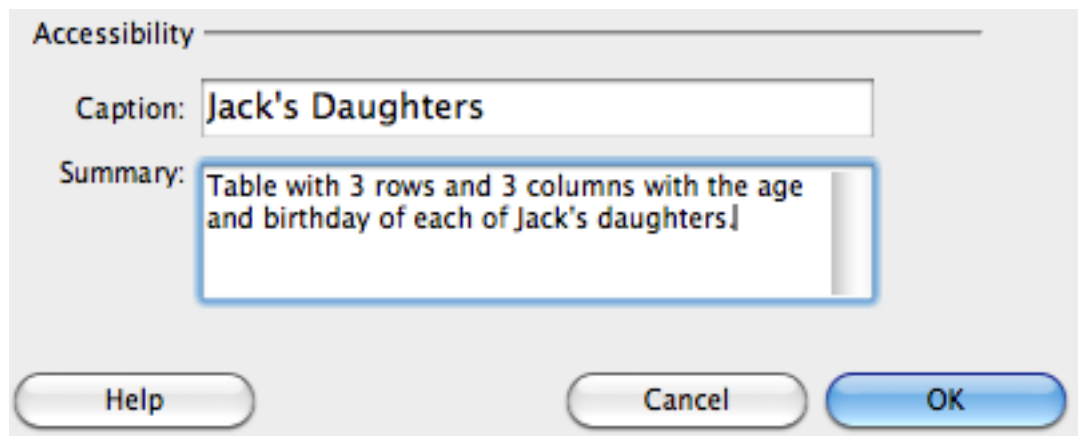 Accessibility
Caption: Jack's Daughters
Summary: Table with 3 rows and 3 columns with the age
and birthday of each of Jack's daughters.
Help Cancel OK